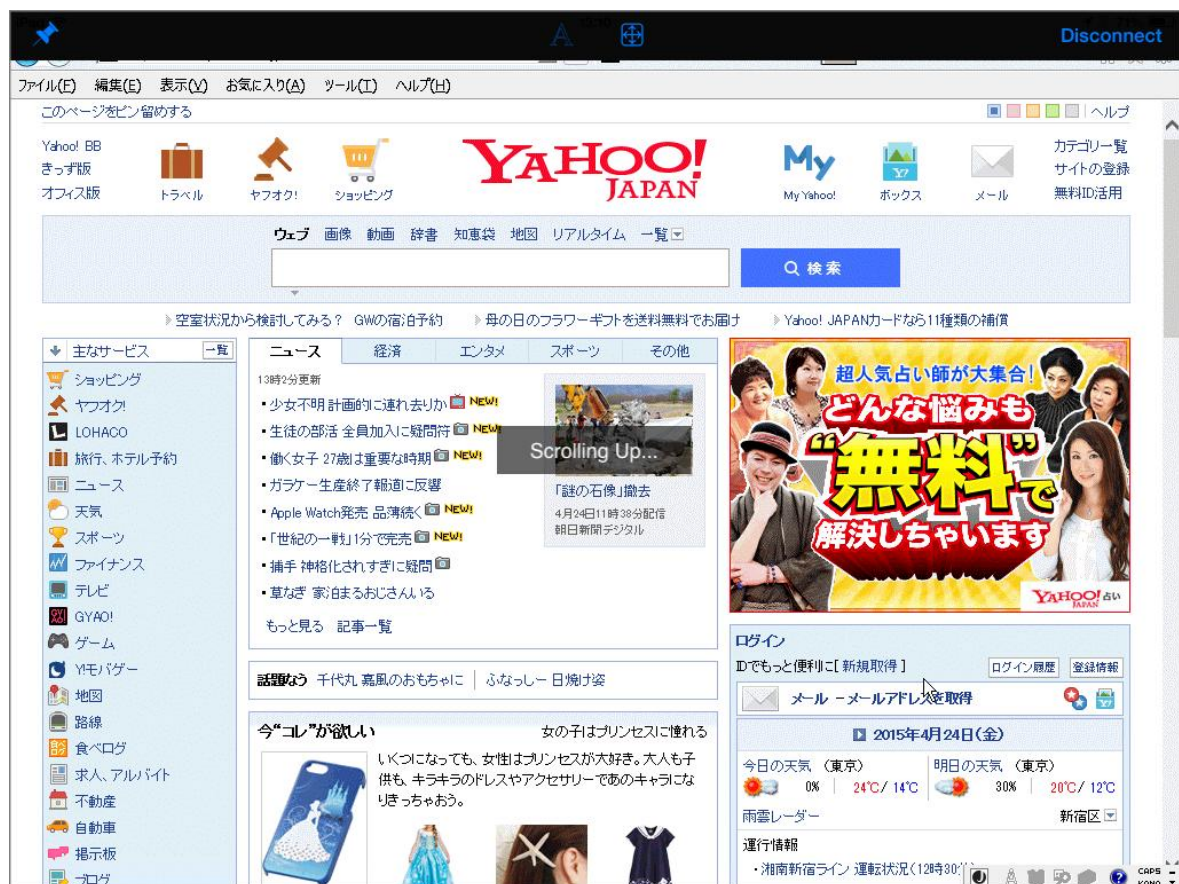 Disconnect
ファイル(F) 編集(E) 表示(V) お気に入り(A) ツール(T) ヘルプ(H)
このページをピン留めする
ヘルプ
Yahoo! BB
きっず版
オフィス版
トラベル
ヤフオク!
ショッピング
YAHOO!
JAPAN
My
My Yahoo!
Y?
ボックス
メール
カテゴリー一覧
サイトの登録
無料ID活用
ウェブ 画像 動画 辞書 知恵袋 地図 リアルタイム 一覧
検索
空室状況から検討してみる? GWの宿泊予約
母の日のフラワーギフトを送料無料でお届け
Yahoo! JAPANカードなら11種類の補償
主なサービス 一覧
ショッピング
ヤフオク!
LOHACO
旅行、ホテル予約
ニュース
天気
スポーツ
ファイナンス
テレビ
GYAO!
ゲーム
Y!モバゲー
地図
路線
食べログ
求人、アルバイト
不動産
自動車
掲示板
ブログ
ニュース 経済 エンタメ スポーツ その他
13時2分更新
・少女不明 計画的に連れ去りか NEW!
・生徒の部活 全員加入に疑問符 NEW!
・働く女子 27歳は重要な時期 NEW!
・ガラケー生産終了報道に反響
・Apple Watch発売 品薄続く NEW!
・「世紀の一戦」1分で完売 NEW!
・捕手 神格化されすぎに疑問
・草なぎ 家泊まるおじさんいる
もっと見る 記事一覧
Scrolling Up...
「謎の石像」撤去
4月24日11時38分配信
朝日新聞デジタル
話題なう 千代丸 嘉風のおもちゃに ふなっしー 日焼け姿
今“コレ”が欲しい 女の子はプリンセスに憧れる
いくつになっても、女性はプリンセスが大好き。大人も子
供も、キラキラのドレスやアクセサリーであのキャラにな
りきっちゃおう。
超人気占い師が大集合!
どんな悩みも
“無料”で
解決しちゃいます
YAHOO!占い
JAPAN
ログイン
IDでもっと便利に[ 新規取得 ] ログイン履歴 登録情報
メール - メールアドレスを取得
2015年4月24日(金)
今日の天気 (東京) 明日の天気 (東京)
0% 24℃/ 14℃ 30% 20℃/ 12℃
雨雲レーダー 新宿区
運行情報
・湘南新宿ライン 運転状況(12時30
CAPS
KANA